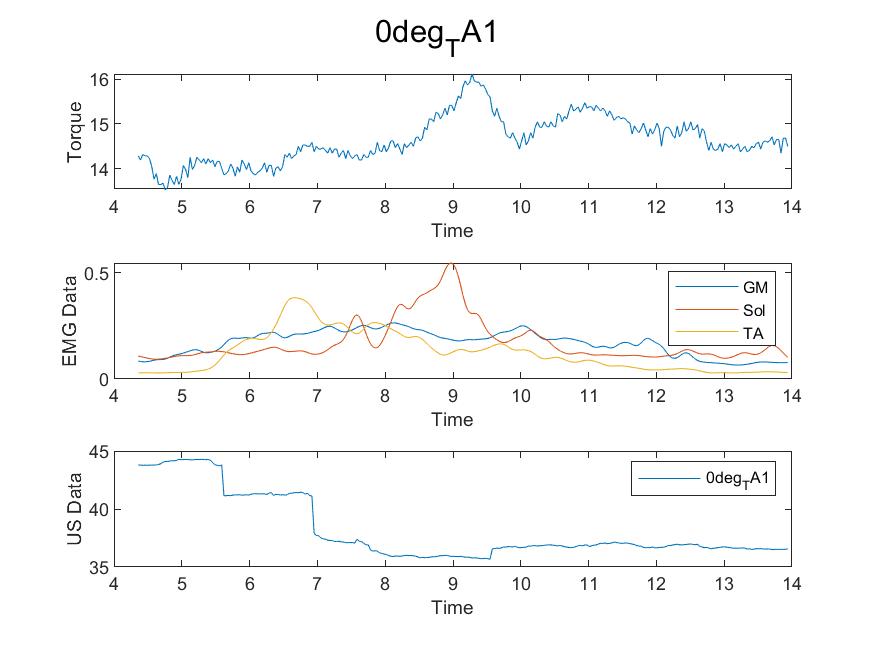 0deg_TA1
16
15
14
Torque
4 5 6 7 8 9 10 11 12 13 14
Time
0.5
0
EMG Data
GM
Sol
TA
4 5 6 7 8 9 10 11 12 13 14
Time
45
40
35
US Data
0deg_TA1
4 5 6 7 8 9 10 11 12 13 14
Time